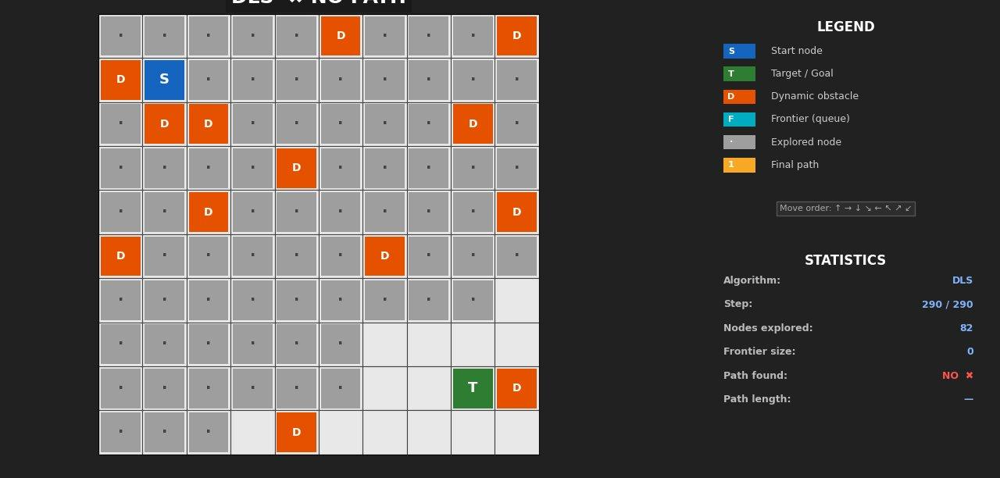 DLS ✖ NO PATH
· · · · · D · · · D
D S · · · · · · · ·
· D D · · · · · D ·
· · · · D · · · · ·
· · D · · · · · · D
D · · · · · D · · ·
· · · · · · · · ·
· · · · · ·
· · · · · · T D
· · · D
LEGEND
S Start node
T Target / Goal
D Dynamic obstacle
F Frontier (queue)
· Explored node
1 Final path
Move order: ↑ → ↓ ↘ ← ↖ ↗ ↙
STATISTICS
Algorithm: DLS
Step: 290 / 290
Nodes explored: 82
Frontier size: 0
Path found: NO ✖
Path length: —